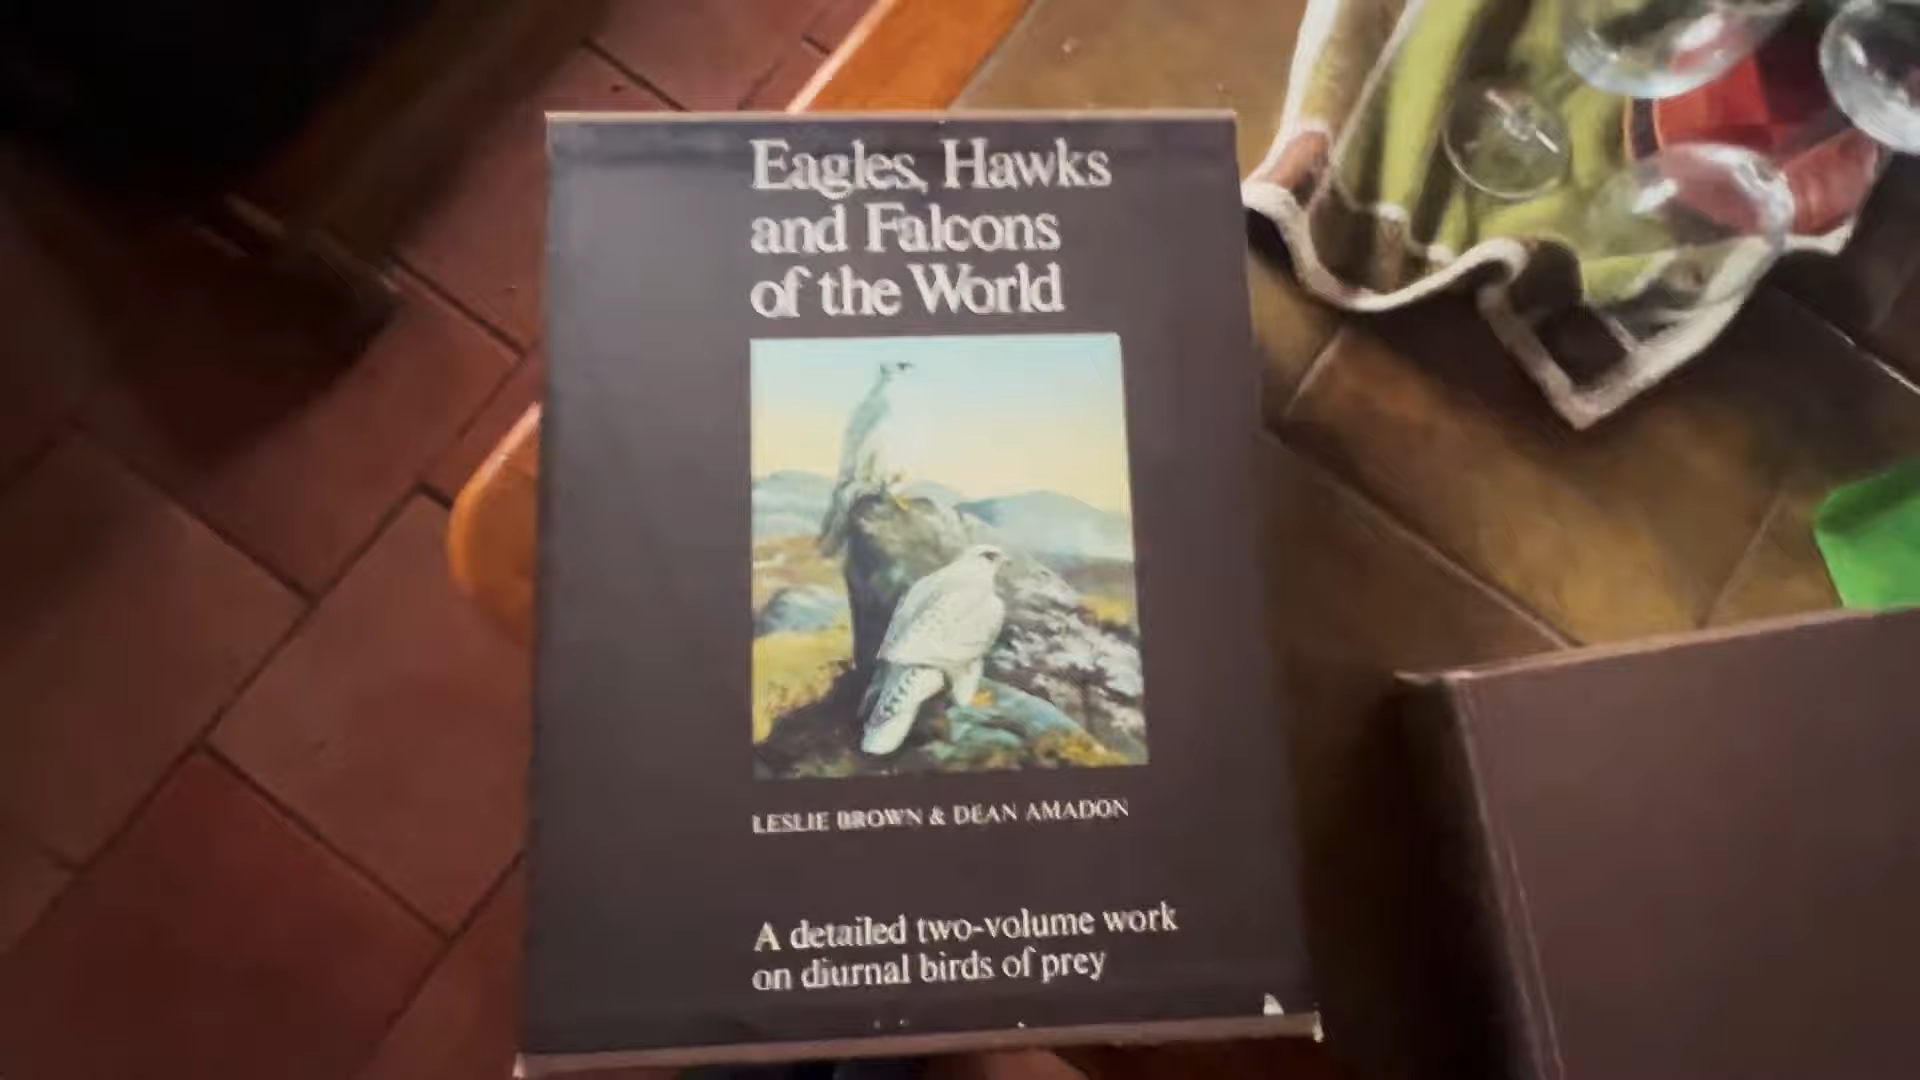 Eagles, Hawks
and Falcons
of the World
LESLIE BROWN & DEAN AMADON
A detailed two-volume work
on diurnal birds of prey